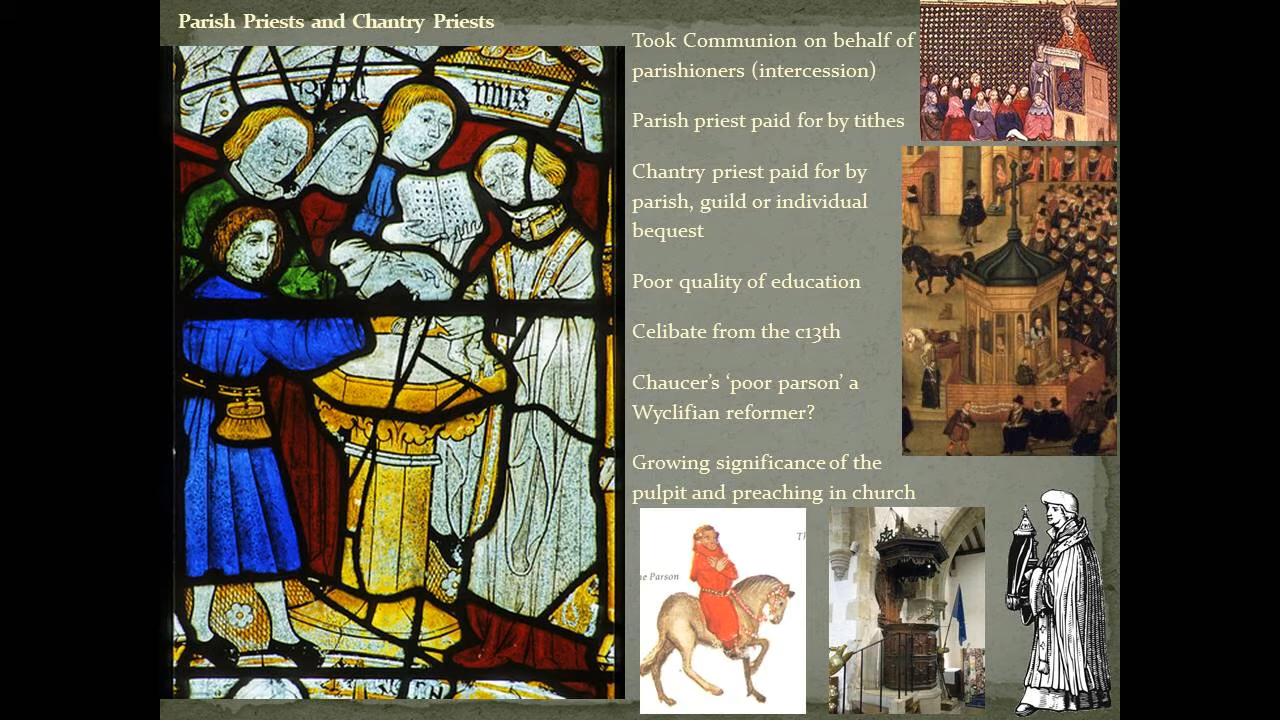 Parish Priests and Chantry Priests
Took Communion on behalf of
parishioners (intercession)
Parish priest paid for by tithes
Chantry priest paid for by
parish, guild or individual
bequest
Poor quality of education
Celibate from the c13th
Chaucer’s ‘poor parson’ a
Wyclifian reformer?
Growing significance of the
pulpit and preaching in church
Parson